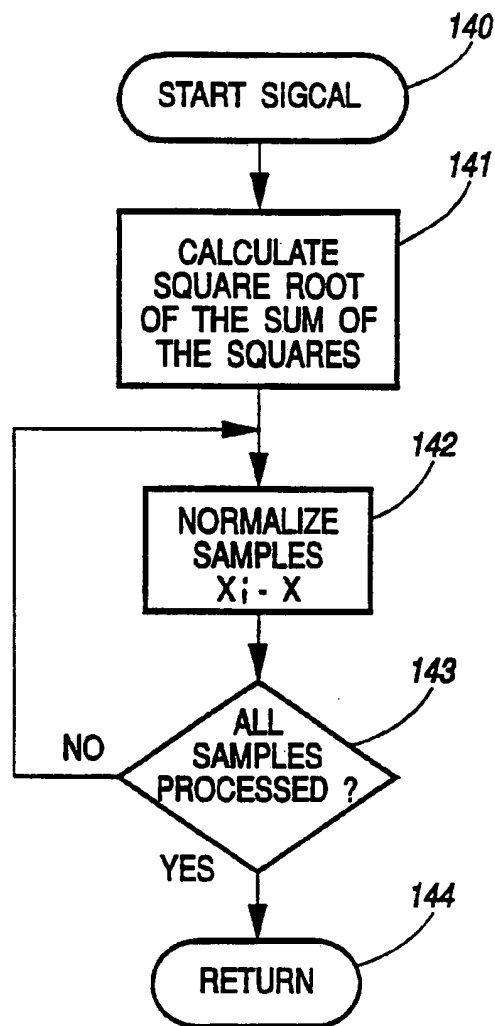 140
START SIGCAL
141
CALCULATE
SQUARE ROOT
OF THE SUM OF
THE SQUARES
142
NORMALIZE
SAMPLES
Xi - X
143
ALL
SAMPLES
PROCESSED ?
NO
YES
144
RETURN